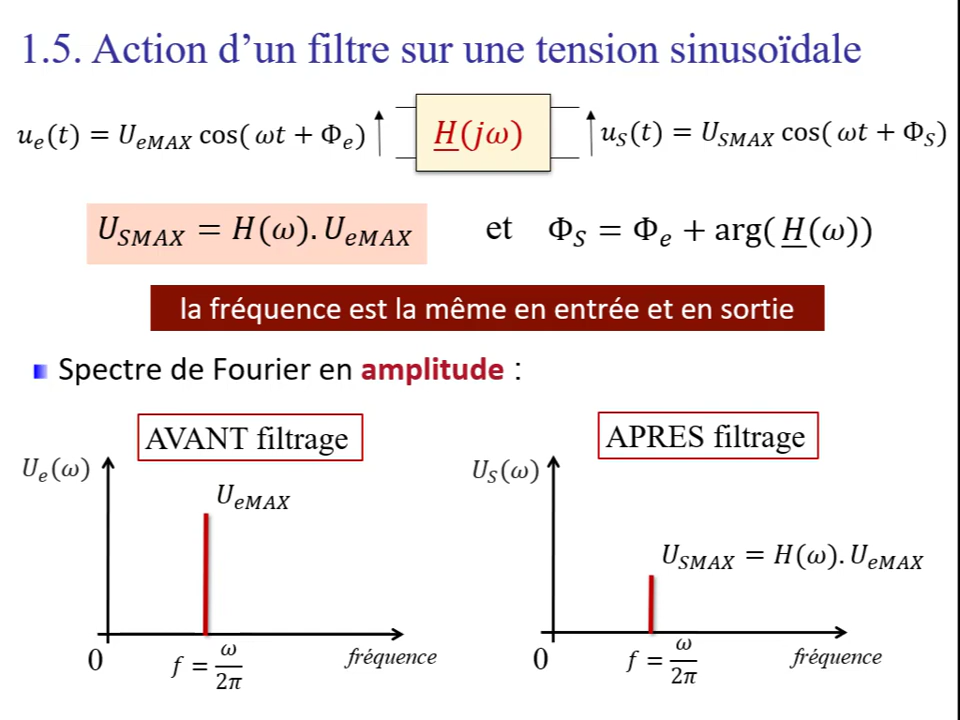 1.5. Action d'un filtre sur une tension sinusoïdale
u_e(t) = U_eMAX cos( ωt + Φ_e)
H(jω)
u_S(t) = U_SMAX cos( ωt + Φ_S)
U_SMAX = H(ω). U_eMAX et Φ_S = Φ_e + arg( H(ω))
la fréquence est la même en entrée et en sortie
Spectre de Fourier en amplitude :
AVANT filtrage
U_e(ω)
U_eMAX
0
f = ω/2π
fréquence
APRES filtrage
U_S(ω)
U_SMAX = H(ω). U_eMAX
0
f = ω/2π
fréquence